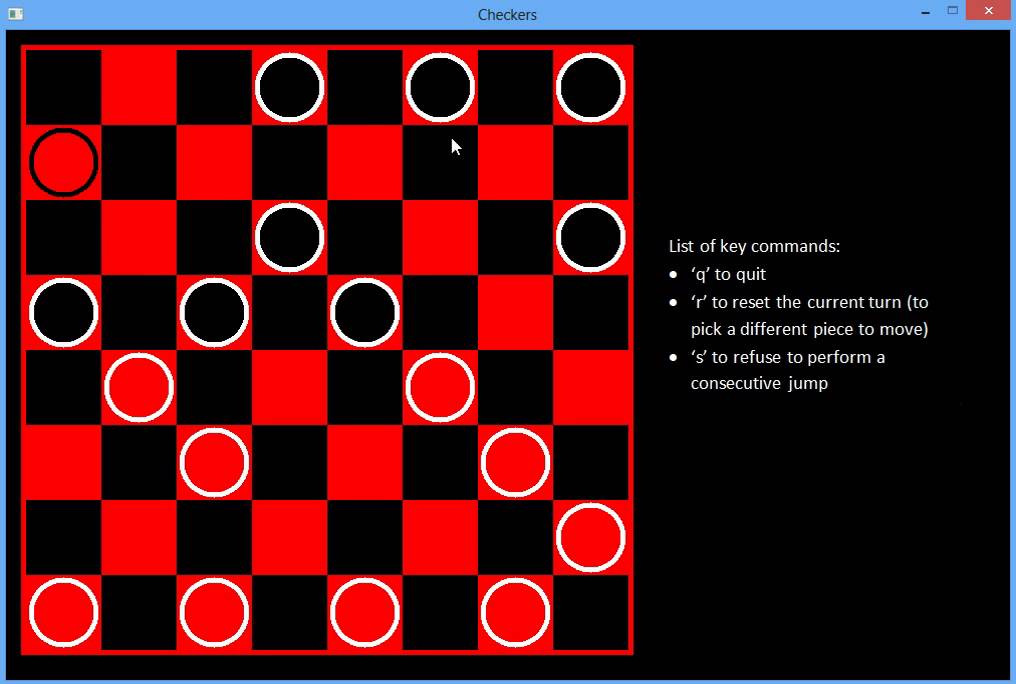 Checkers
List of key commands:
• ‘q’ to quit
• ‘r’ to reset the current turn (to
pick a different piece to move)
• ‘s’ to refuse to perform a
consecutive jump